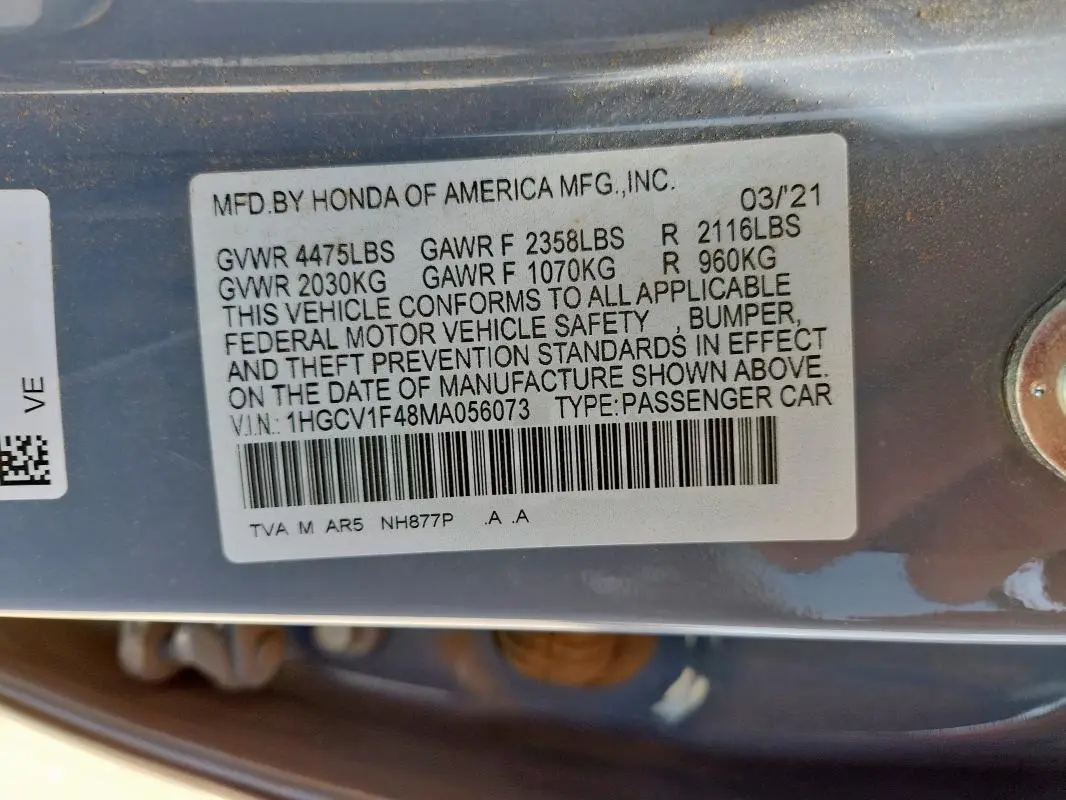 MFD.BY HONDA OF AMERICA MFG.,INC. 03/'21
GVWR 4475LBS GAWR F 2358LBS R 2116LBS
GVWR 2030KG GAWR F 1070KG R 960KG
THIS VEHICLE CONFORMS TO ALL APPLICABLE
FEDERAL MOTOR VEHICLE SAFETY , BUMPER,
AND THEFT PREVENTION STANDARDS IN EFFECT
ON THE DATE OF MANUFACTURE SHOWN ABOVE.
V.I.N.: 1HGCV1F48MA056073 TYPE:PASSENGER CAR
TVA M AR5 NH877P .A .A
VE